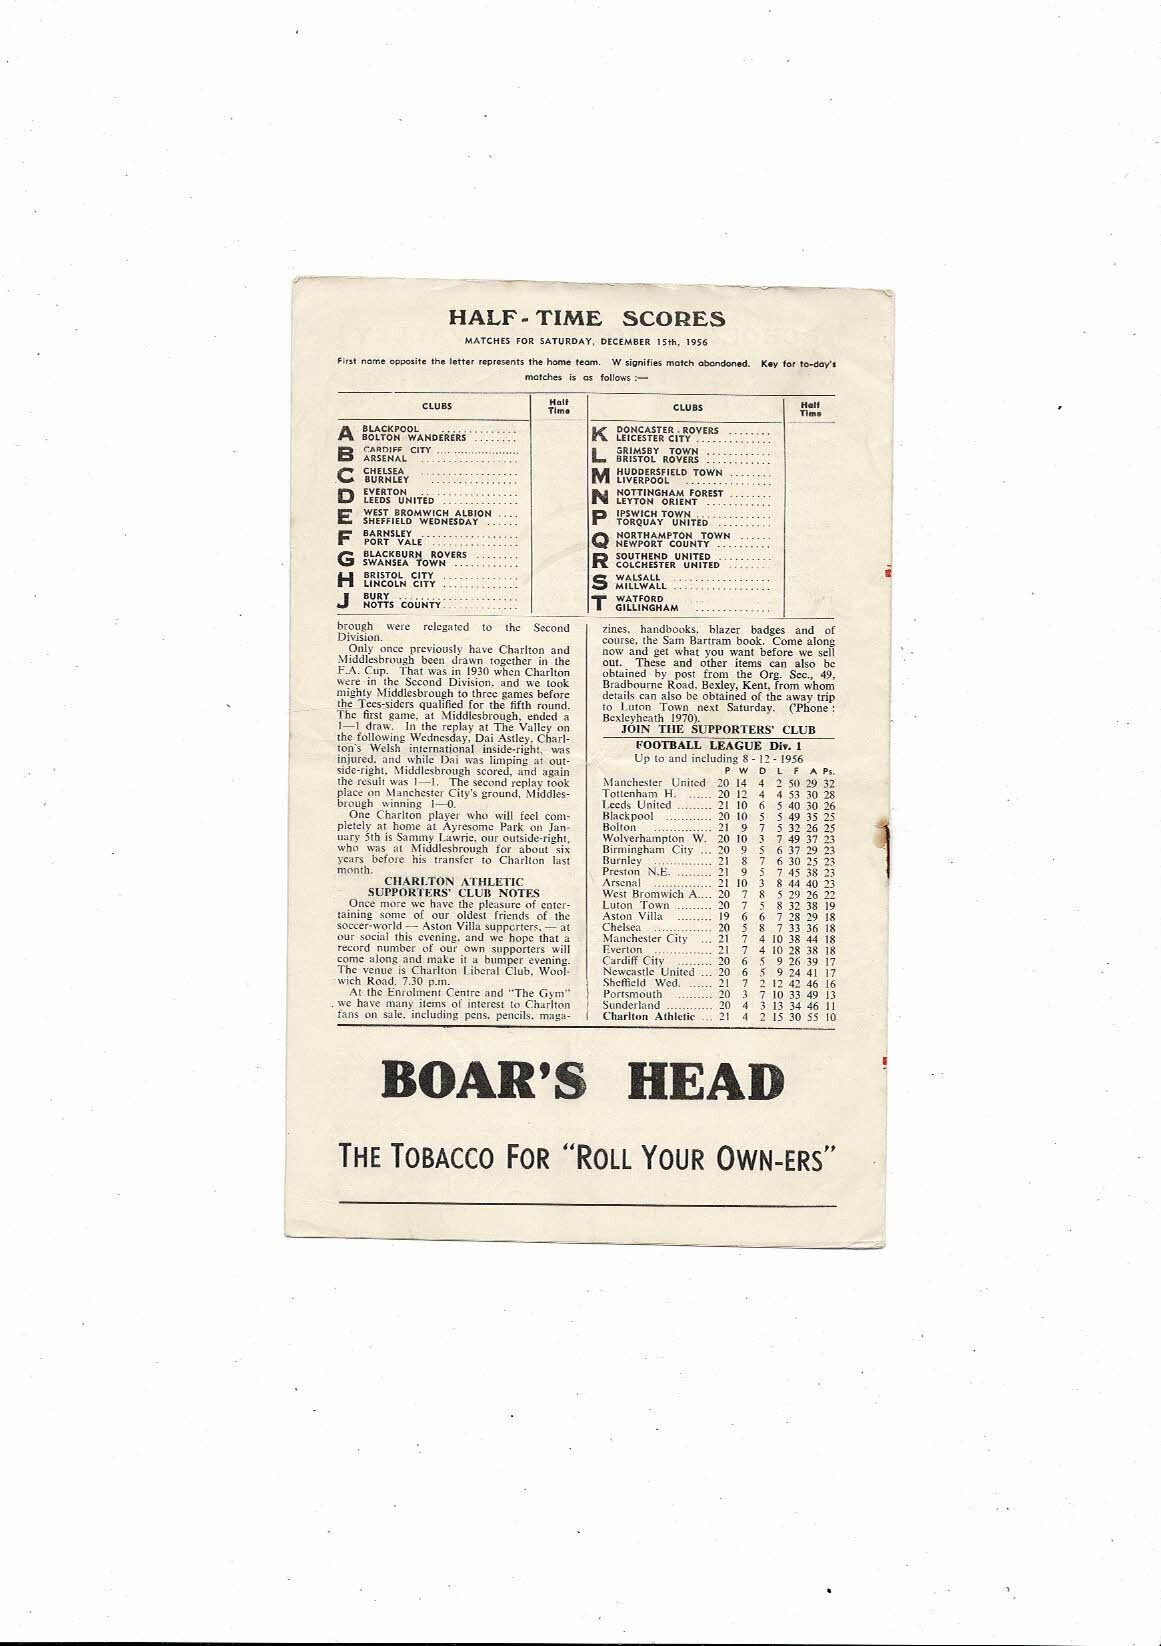 HALF-TIME SCORES
MATCHES FOR SATURDAY, DECEMBER 15th, 1956
First name opposite the letter represents the home team. W signifies match abandoned. Key for to-day's
matches is as follows :—
CLUBS Half Time
A BLACKPOOL
BOLTON WANDERERS
B CARDIFF CITY
ARSENAL
C CHELSEA
BURNLEY
D EVERTON
LEEDS UNITED
E WEST BROMWICH ALBION
SHEFFIELD WEDNESDAY
F BARNSLEY
PORT VALE
G BLACKBURN ROVERS
SWANSEA TOWN
H BRISTOL CITY
LINCOLN CITY
J BURY
NOTTS COUNTY
CLUBS Half Time
K DONCASTER ROVERS
LEICESTER CITY
L GRIMSBY TOWN
BRISTOL ROVERS
M HUDDERSFIELD TOWN
LIVERPOOL
N NOTTINGHAM FOREST
LEYTON ORIENT
P IPSWICH TOWN
TORQUAY UNITED
Q NORTHAMPTON TOWN
NEWPORT COUNTY
R SOUTHEND UNITED
COLCHESTER UNITED
S WALSALL
MILLWALL
T WATFORD
GILLINGHAM
brough were relegated to the Second
Division.
Only once previously have Charlton and
Middlesbrough been drawn together in the
F.A. Cup. That was in 1930 when Charlton
were in the Second Division, and we took
mighty Middlesbrough to three games before
the Tees-siders qualified for the fifth round.
The first game, at Middlesbrough, ended a
1—1 draw. In the replay at The Valley on
the following Wednesday, Dai Astley, Charl-
ton's Welsh international inside-right, was
injured, and while Dai was limping at out-
side-right, Middlesbrough scored, and again
the result was 1—1. The second replay took
place on Manchester City's ground, Middles-
brough winning 1—0.
One Charlton player who will feel com-
pletely at home at Ayresome Park on Jan-
uary 5th is Sammy Lawrie, our outside-right,
who was at Middlesbrough for about six
years before his transfer to Charlton last
month.
CHARLTON ATHLETIC
SUPPORTERS' CLUB NOTES
Once more we have the pleasure of enter-
taining some of our oldest friends of the
soccer-world — Aston Villa supporters, — at
our social this evening, and we hope that a
record number of our own supporters will
come along and make it a bumper evening.
The venue is Charlton Liberal Club, Wool-
wich Road, 7.30 p.m.
At the Enrolment Centre and "The Gym"
we have many items of interest to Charlton
fans on sale, including pens, pencils, maga-
zines, handbooks, blazer badges and of
course, the Sam Bartram book. Come along
now and get what you want before we sell
out. These and other items can also be
obtained by post from the Org. Sec., 49,
Bradbourne Road, Bexley, Kent, from whom
details can also be obtained of the away trip
to Luton Town next Saturday. ('Phone :
Bexleyheath 1970).
JOIN THE SUPPORTERS' CLUB
FOOTBALL LEAGUE Div. 1
Up to and including 8 - 12 - 1956
P W D L F A Ps.
Manchester United 20 14 4 2 50 29 32
Tottenham H. 20 12 4 4 53 30 28
Leeds United 21 10 6 5 40 30 26
Blackpool 20 10 5 5 49 35 25
Bolton 21 9 7 5 32 26 25
Wolverhampton W. 20 10 3 7 49 37 23
Birmingham City 20 9 5 6 37 29 23
Burnley 21 8 7 6 30 25 23
Preston N.E. 21 9 5 7 45 38 23
Arsenal 21 10 3 8 44 40 23
West Bromwich A. 20 7 8 5 29 26 22
Luton Town 20 7 5 8 32 38 19
Aston Villa 19 6 6 7 28 29 18
Chelsea 20 5 8 7 33 36 18
Manchester City 21 7 4 10 38 44 18
Everton 21 7 4 10 28 38 18
Cardiff City 20 6 5 9 26 39 17
Newcastle United 20 6 5 9 24 41 17
Sheffield Wed. 21 7 2 12 42 46 16
Portsmouth 20 3 7 10 33 49 13
Sunderland 20 4 3 13 34 46 11
Charlton Athletic 21 4 2 15 30 55 10
BOAR'S HEAD
THE TOBACCO FOR "ROLL YOUR OWN-ERS"